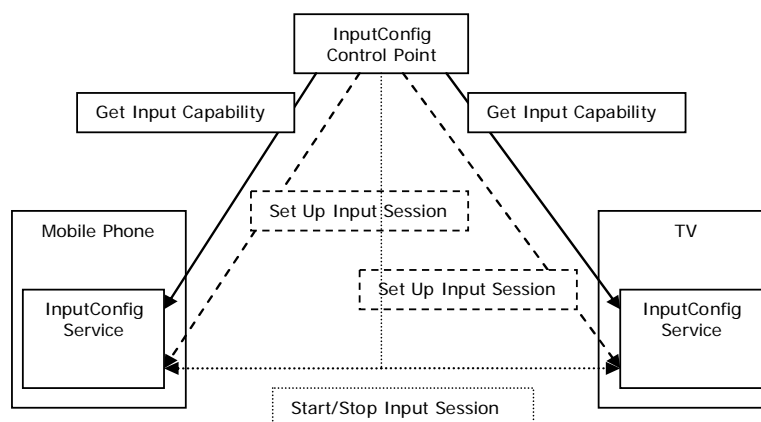 InputConfig
Control Point
Get Input Capability
Get Input Capability
Set Up Input Session
Mobile Phone
TV
Set Up Input Session
InputConfig
Service
InputConfig
Service
Start/Stop Input Session